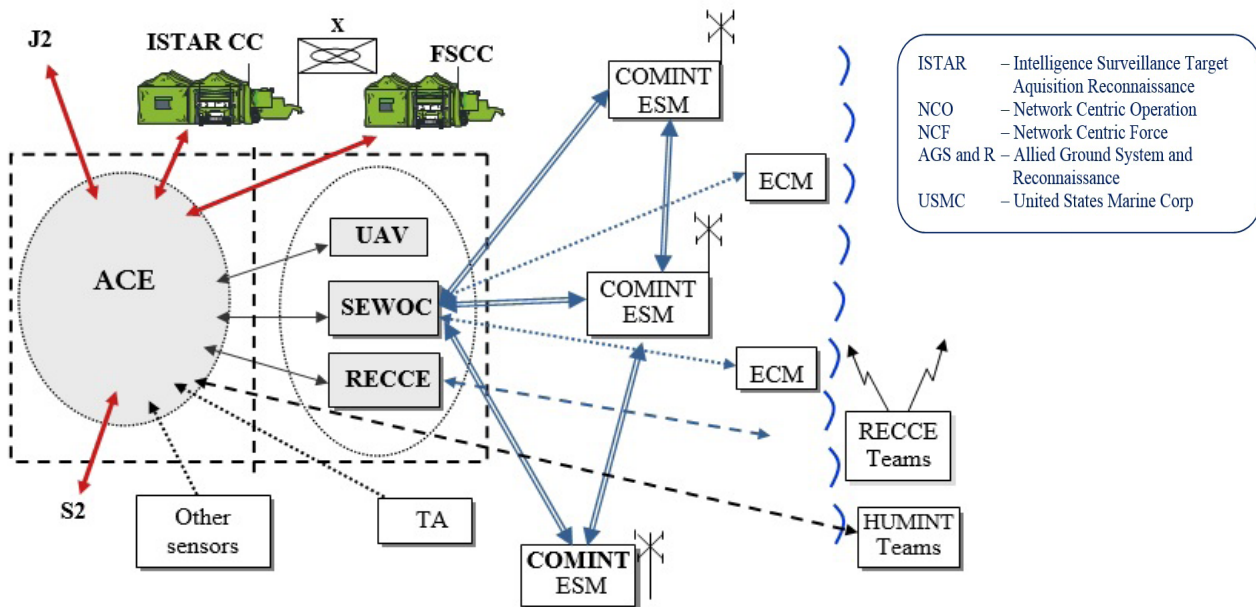 J2
ISTAR CC
X
FSCC
COMINT
ESM
ISTAR – Intelligence Surveillance Target
Aquisition Reconnaissance
NCO – Network Centric Operation
NCF – Network Centric Force
AGS and R – Allied Ground System and
Reconnaissance
USMC – United States Marine Corp
ECM
UAV
ACE
SEWOC
COMINT
ESM
RECCE
ECM
RECCE
Teams
S2
Other
sensors
TA
HUMINT
Teams
COMINT
ESM